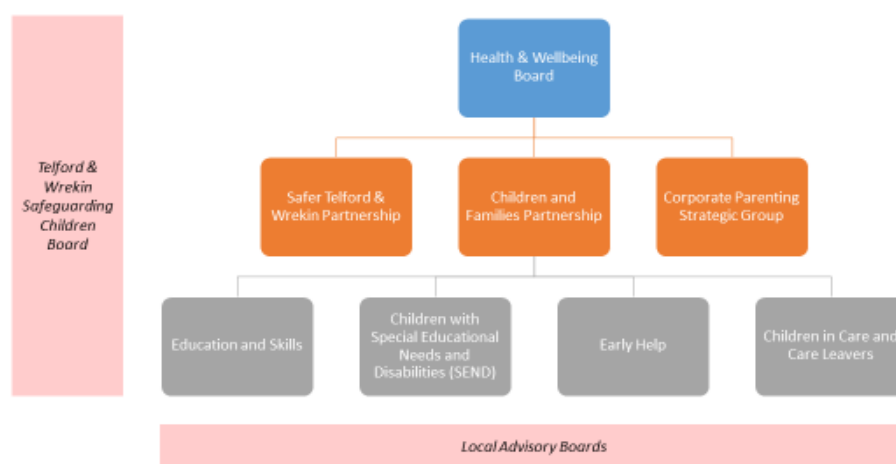 Health & Wellbeing
Board
Telford &
Wrekin
Safeguarding
Children
Board
Safer Telford &
Wrekin Partnership
Children and
Families Partnership
Corporate Parenting
Strategic Group
Education and Skills
Children with
Special Educational
Needs and
Disabilities (SEND)
Early Help
Children in Care and
Care Leavers
Local Advisory Boards